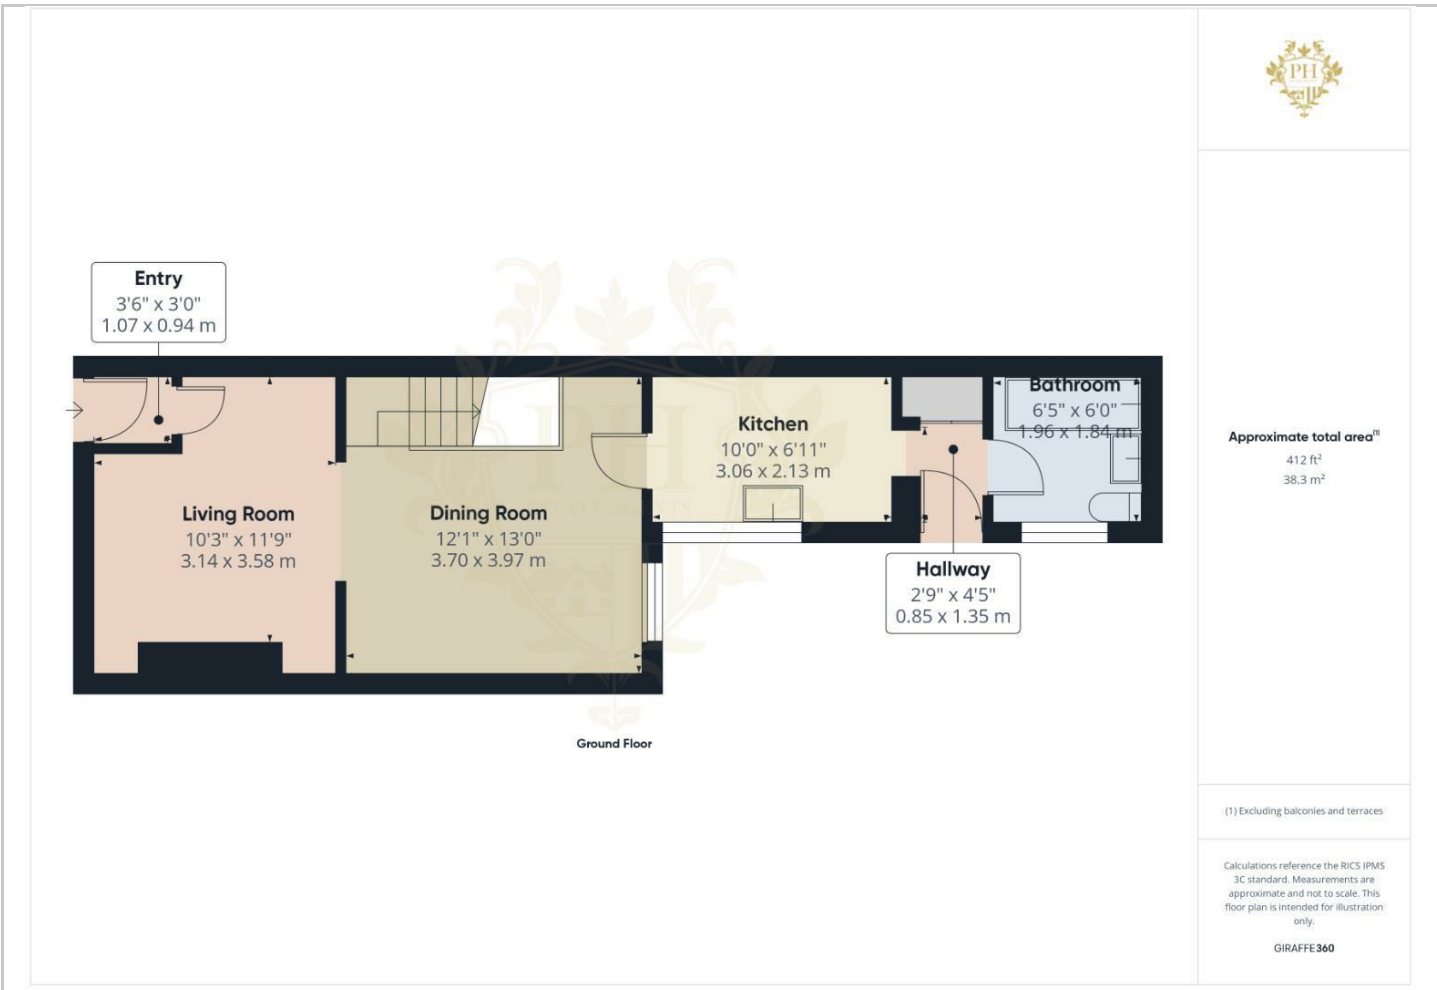 PH
Entry
3'6" x 3'0"
1.07 x 0.94 m
Living Room
10'3" x 11'9"
3.14 x 3.58 m
Dining Room
12'1" x 13'0"
3.70 x 3.97 m
Kitchen
10'0" x 6'11"
3.06 x 2.13 m
Bathroom
6'5" x 6'0"
1.96 x 1.84 m
Hallway
2'9" x 4'5"
0.85 x 1.35 m
PH
Ground Floor
Approximate total area(1)
412 ft²
38.3 m²
(1) Excluding balconies and terraces
Calculations reference the RICS IPMS
3C standard. Measurements are
approximate and not to scale. This
floor plan is intended for illustration
only.
GIRAFFE360